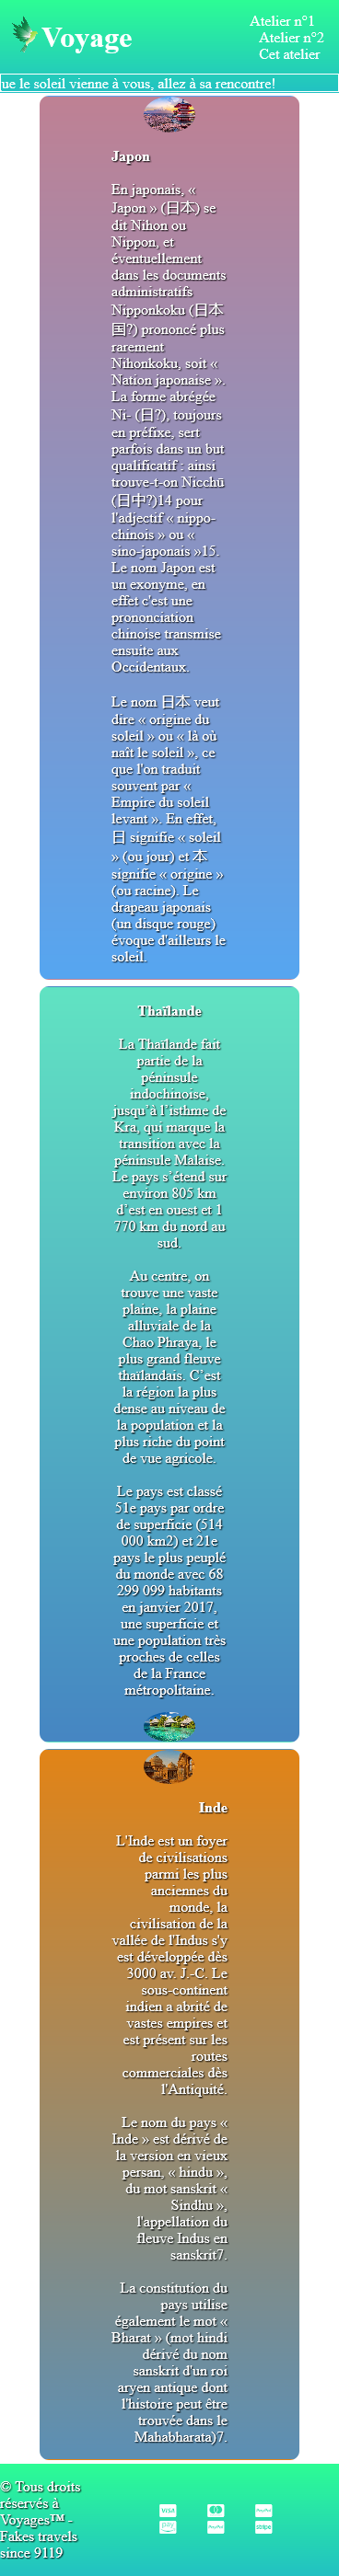 Voyage
Atelier n°1
Atelier n°2
Cet atelier
ue le soleil vienne à vous, allez à sa rencontre!
Japon
En japonais, «
Japon » (日本) se
dit Nihon ou
Nippon, et
éventuellement
dans les documents
administratifs
Nipponkoku (日本
国?) prononcé plus
rarement
Nihonkoku, soit «
Nation japonaise ».
La forme abrégée
Ni- (日?), toujours
en préfixe, sert
parfois dans un but
qualificatif : ainsi
trouve-t-on Nicchū
(日中?)14 pour
l'adjectif « nippo-
chinois » ou «
sino-japonais »15.
Le nom Japon est
un exonyme, en
effet c'est une
prononciation
chinoise transmise
ensuite aux
Occidentaux.
Le nom 日本 veut
dire « origine du
soleil » ou « là où
naît le soleil », ce
que l'on traduit
souvent par «
Empire du soleil
levant ». En effet,
日 signifie « soleil
» (ou jour) et 本
signifie « origine »
(ou racine). Le
drapeau japonais
(un disque rouge)
évoque d'ailleurs le
soleil.
Thaïlande
La Thaïlande fait
partie de la
péninsule
indochinoise,
jusqu’à l’isthme de
Kra, qui marque la
transition avec la
péninsule Malaise.
Le pays s’étend sur
environ 805 km
d’est en ouest et 1
770 km du nord au
sud.
Au centre, on
trouve une vaste
plaine, la plaine
alluviale de la
Chao Phraya, le
plus grand fleuve
thaïlandais. C’est
la région la plus
dense au niveau de
la population et la
plus riche du point
de vue agricole.
Le pays est classé
51e pays par ordre
de superficie (514
000 km2) et 21e
pays le plus peuplé
du monde avec 68
299 099 habitants
en janvier 2017,
une superficie et
une population très
proches de celles
de la France
métropolitaine.
Inde
L'Inde est un foyer
de civilisations
parmi les plus
anciennes du
monde, la
civilisation de la
vallée de l'Indus s'y
est développée dès
3000 av. J.-C. Le
sous-continent
indien a abrité de
vastes empires et
est présent sur les
routes
commerciales dès
l'Antiquité.
Le nom du pays «
Inde » est dérivé de
la version en vieux
persan, « hindu »,
du mot sanskrit «
Sindhu »,
l'appellation du
fleuve Indus en
sanskrit7.
La constitution du
pays utilise
également le mot «
Bharat » (mot hindi
dérivé du nom
sanskrit d'un roi
aryen antique dont
l'histoire peut être
trouvée dans le
Mahabharata)7.
© Tous droits
réservés à
Voyages™ -
Fakes travels
since 9119
VISA
PayPal
pay
PayPal
stripe